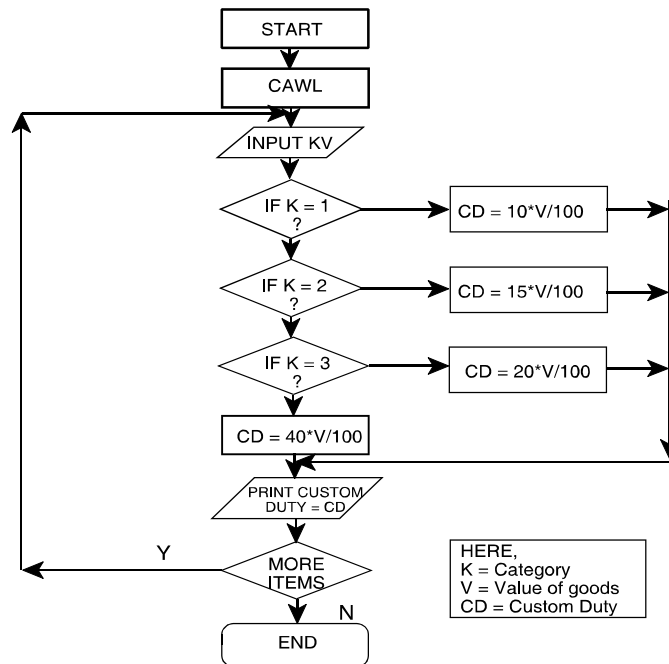 START
CAWL
INPUT KV
IF K = 1
?
CD = 10*V/100
IF K = 2
?
CD = 15*V/100
IF K = 3
?
CD = 20*V/100
CD = 40*V/100
PRINT CUSTOM
DUTY = CD
Y
MORE
ITEMS
N
END
HERE,
K = Category
V = Value of goods
CD = Custom Duty